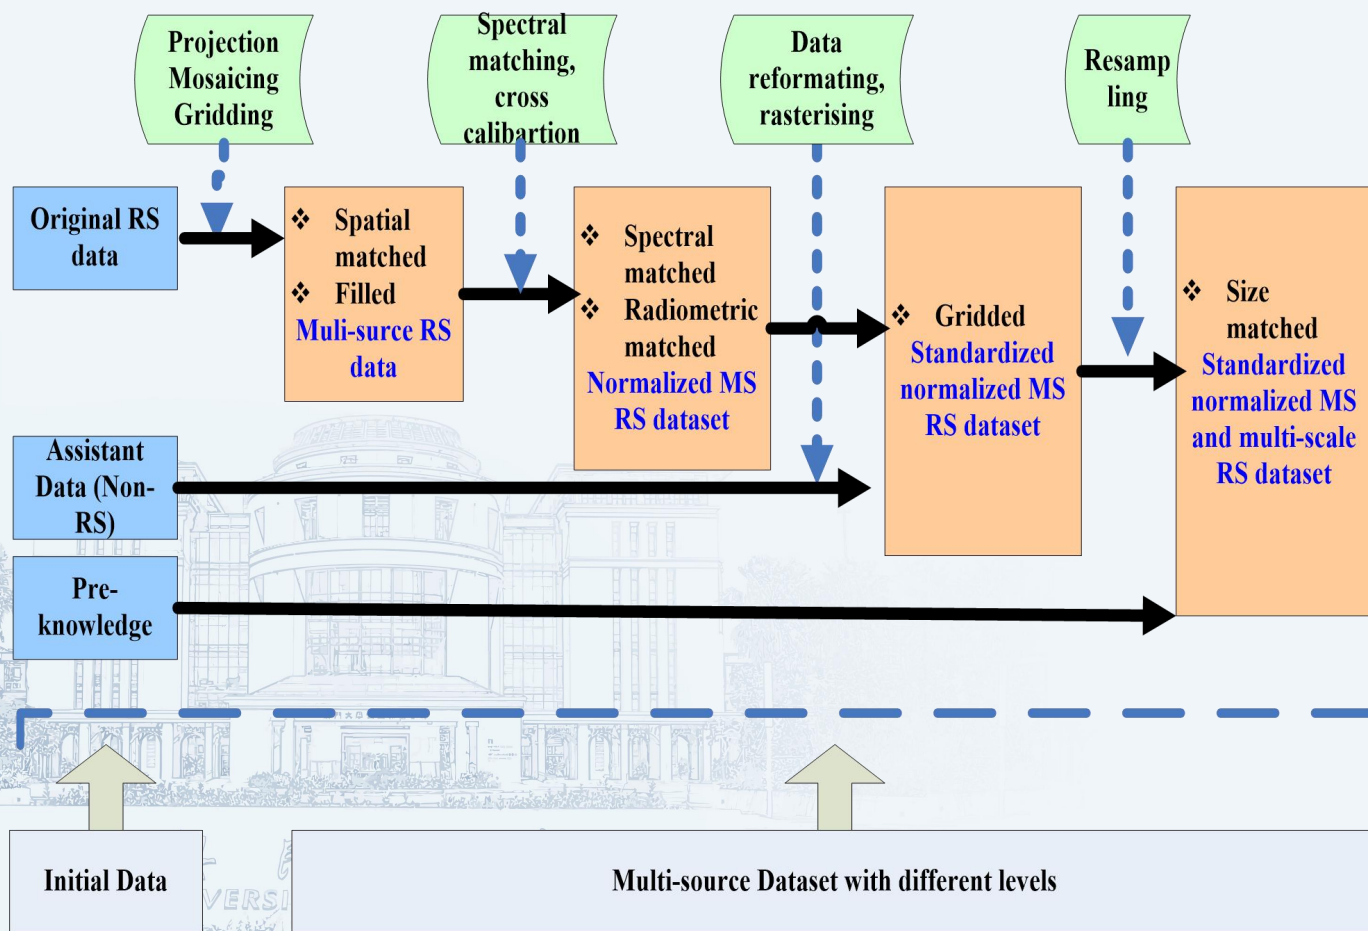 Projection
Mosaicing
Gridding
Spectral
matching,
cross
calibartion
Data
reformating,
rasterising
Resamp
ling
Original RS
data
❖ Spatial
matched
❖ Filled
Muli-surce RS
data
❖ Spectral
matched
❖ Radiometric
matched
Normalized MS
RS dataset
❖ Gridded
Standardized
normalized MS
RS dataset
❖ Size
matched
Standardized
normalized MS
and multi-scale
RS dataset
Assistant
Data (Non-
RS)
Pre-
knowledge
Initial Data
Multi-source Dataset with different levels
VERSI